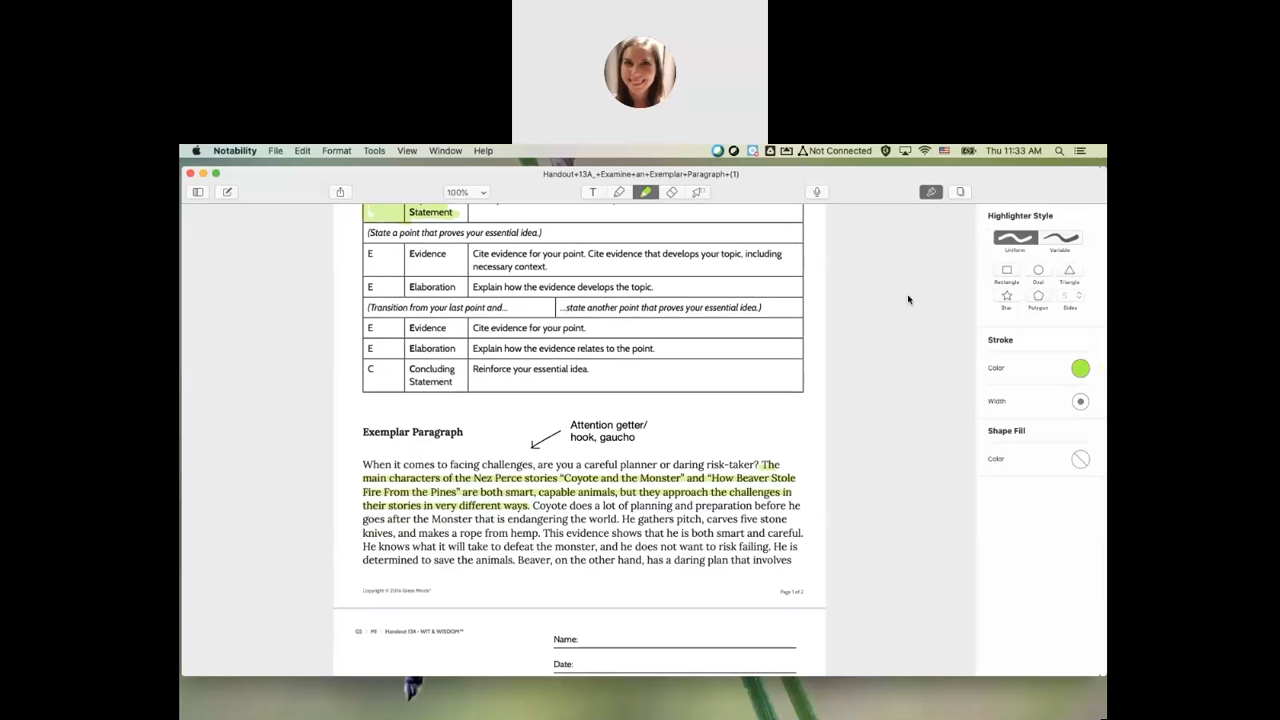 Notability File Edit Format Tools View Window Help Not Connected Thu 11:33 AM
Handout+13A_+Examine+an+Exemplar+Paragraph+(1)
100% T
Statement
(State a point that proves your essential idea.)
E Evidence Cite evidence for your point. Cite evidence that develops your topic, including
necessary context.
E Elaboration Explain how the evidence develops the topic.
(Transition from your last point and... ...state another point that proves your essential idea.)
E Evidence Cite evidence for your point.
E Elaboration Explain how the evidence relates to the point.
C Concluding Reinforce your essential idea.
Statement
Attention getter/
hook, gaucho
Exemplar Paragraph
When it comes to facing challenges, are you a careful planner or daring risk-taker? The
main characters of the Nez Perce stories “Coyote and the Monster” and “How Beaver Stole
Fire From the Pines” are both smart, capable animals, but they approach the challenges in
their stories in very different ways. Coyote does a lot of planning and preparation before he
goes after the Monster that is endangering the world. He gathers pitch, carves five stone
knives, and makes a rope from hemp. This evidence shows that he is both smart and careful.
He knows what it will take to defeat the monster, and he does not want to risk failing. He is
determined to save the animals. Beaver, on the other hand, has a daring plan that involves
Copyright © 2016 Great Minds® Page 1 of 2
G5 M1 Handout 13A • WIT & WISDOM™
Name:
Date:
Highlighter Style
Uniform Variable
Rectangle Oval Triangle
5
Star Polygon Sides
Stroke
Color
Width
Shape Fill
Color